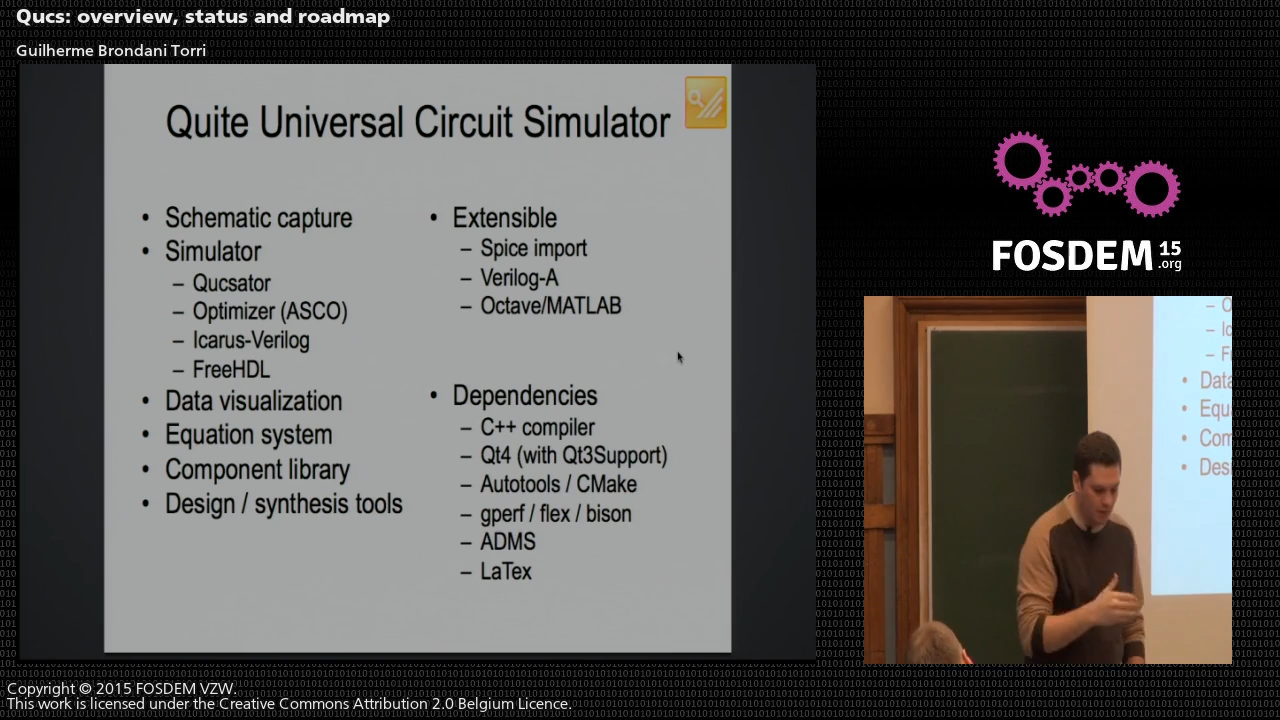 Qucs: overview, status and roadmap
Guilherme Brondani Torri
Quite Universal Circuit Simulator
• Schematic capture
• Simulator
– Qucsator
– Optimizer (ASCO)
– Icarus-Verilog
– FreeHDL
• Data visualization
• Equation system
• Component library
• Design / synthesis tools
• Extensible
– Spice import
– Verilog-A
– Octave/MATLAB
• Dependencies
– C++ compiler
– Qt4 (with Qt3Support)
– Autotools / CMake
– gperf / flex / bison
– ADMS
– LaTex
FOSDEM 15
.org
– Ic
– F
• Data
• Equ
• Com
• Des
Copyright © 2015 FOSDEM VZW.
This work is licensed under the Creative Commons Attribution 2.0 Belgium Licence.